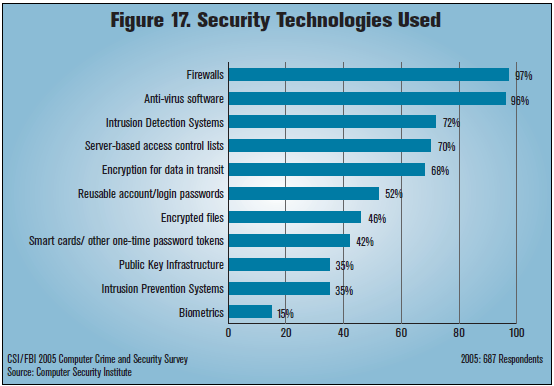 Figure 17. Security Technologies Used
Firewalls 97%
Anti-virus software 96%
Intrusion Detection Systems 72%
Server-based access control lists 70%
Encryption for data in transit 68%
Reusable account/login passwords 52%
Encrypted files 46%
Smart cards/ other one-time password tokens 42%
Public Key Infrastructure 35%
Intrusion Prevention Systems 35%
Biometrics 15%
0 20 40 60 80 100
CSI/FBI 2005 Computer Crime and Security Survey 2005: 687 Respondents
Source: Computer Security Institute